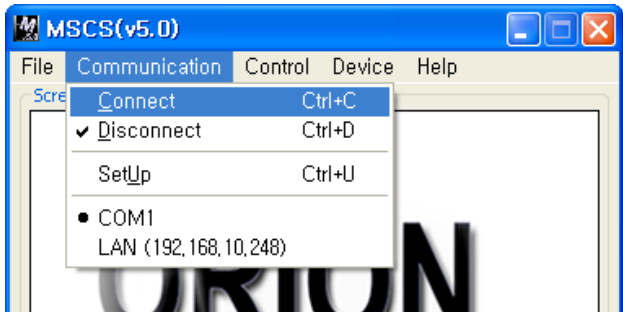 MSCS(v5.0)
File Communication Control Device Help
Scre
Connect Ctrl+C
✔ Disconnect Ctrl+D
SetUp Ctrl+U
● COM1
LAN (192,168,10,248)
ORION